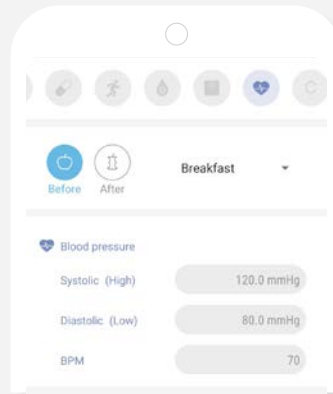 Before After
Breakfast
Blood pressure
Systolic (High) 120.0 mmHg
Diastolic (Low) 80.0 mmHg
BPM 70